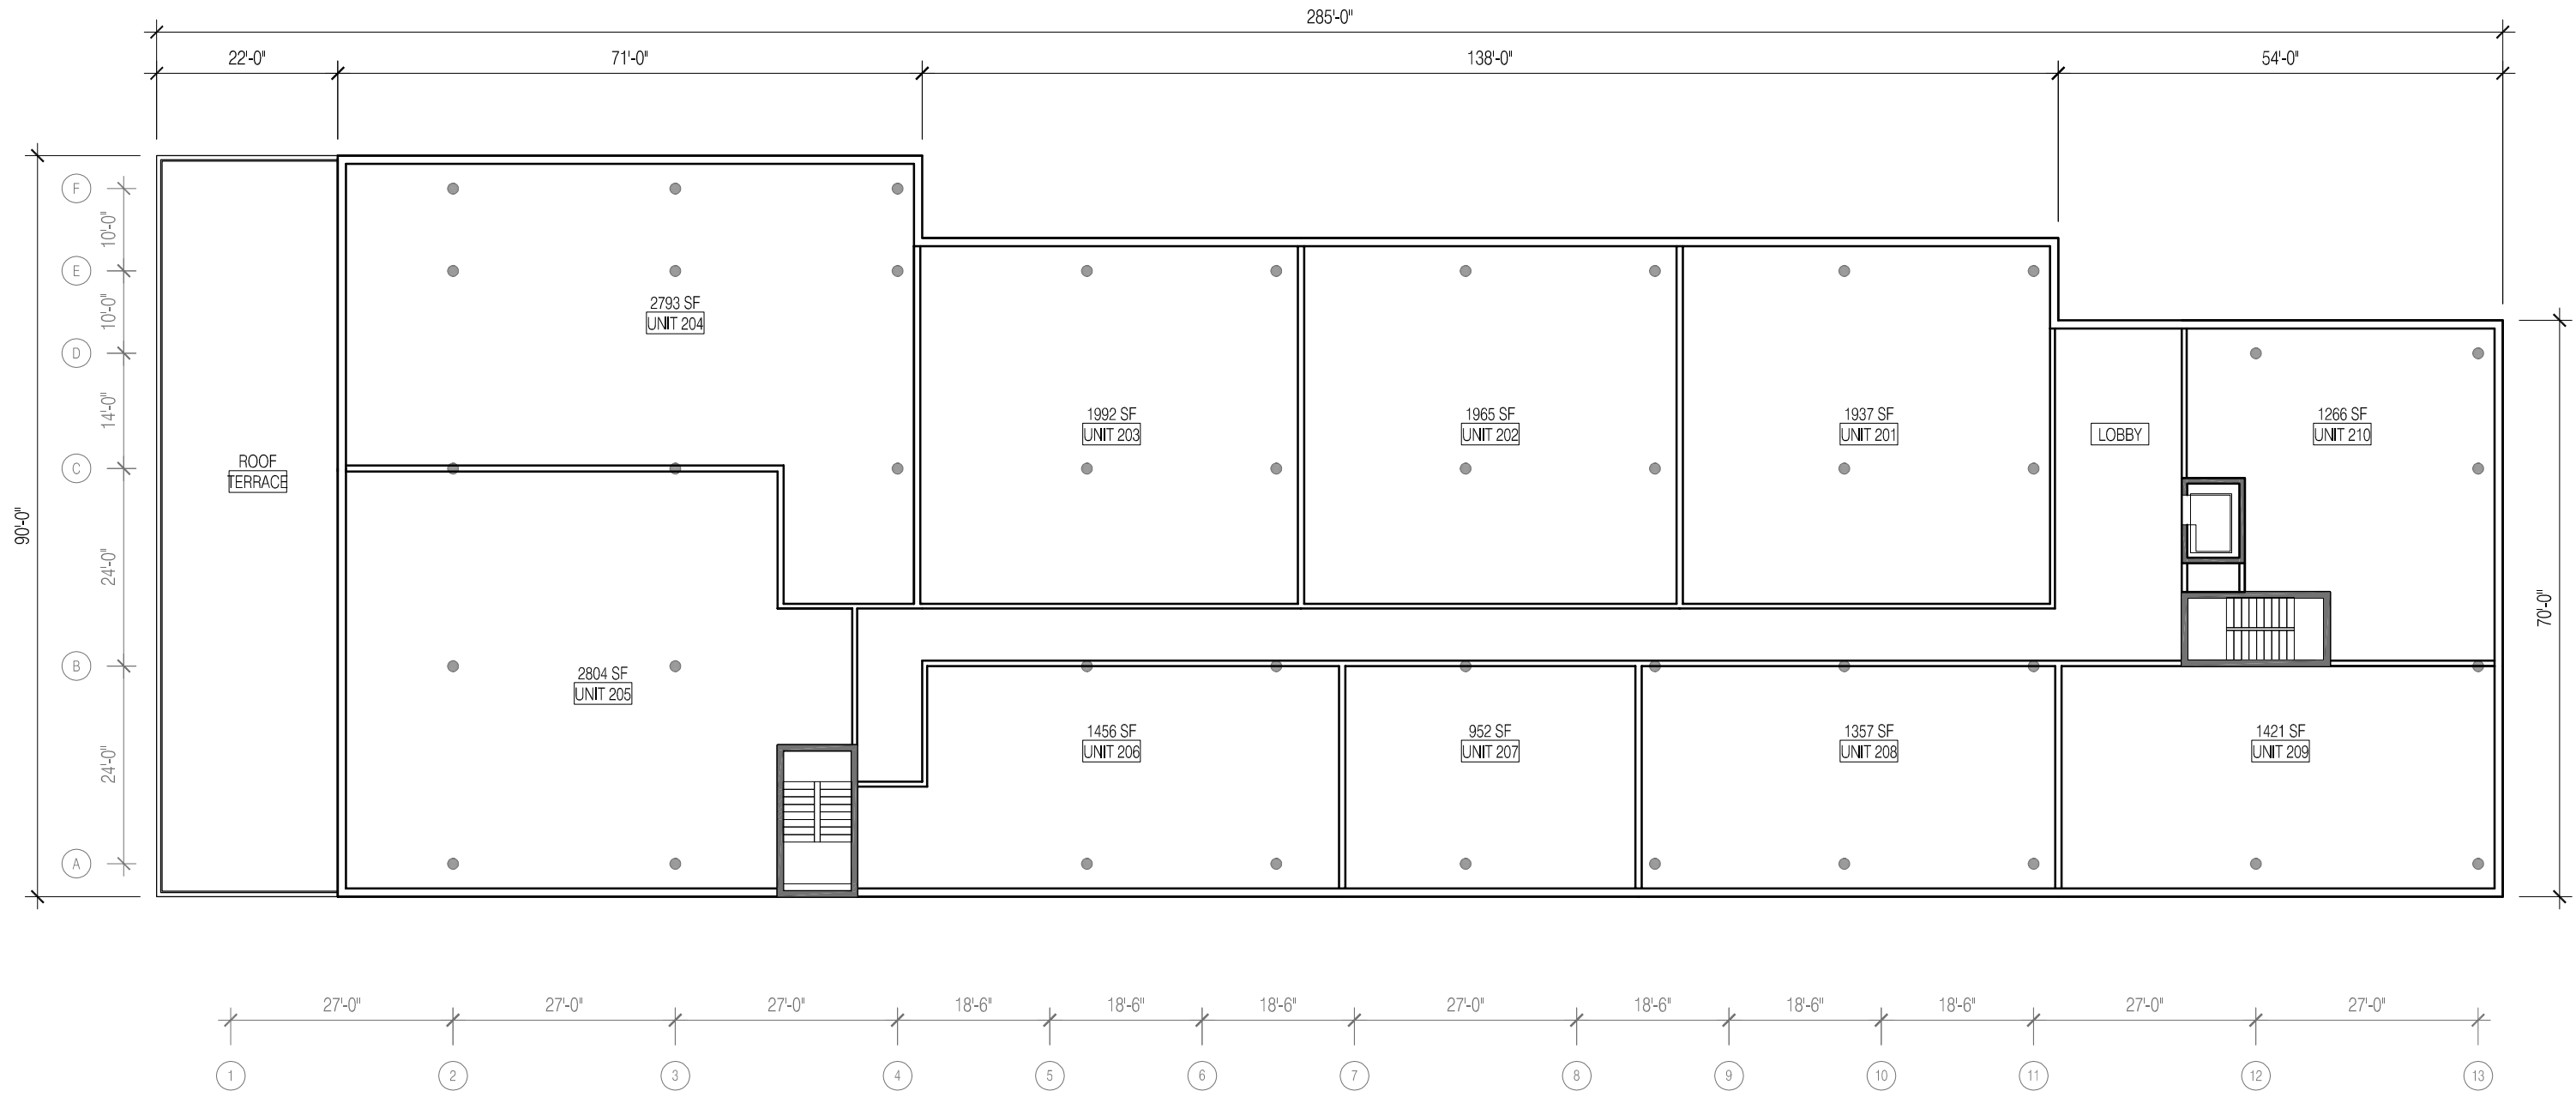 285'-0"
22'-0"
71'-0"
138'-0"
54'-0"
F
10'-0"
E
10'-0"
D
14'-0"
C
24'-0"
B
24'-0"
A
90'-0"
70'-0"
ROOF
TERRACE
2793 SF
UNIT 204
1992 SF
UNIT 203
1965 SF
UNIT 202
1937 SF
UNIT 201
LOBBY
1266 SF
UNIT 210
2804 SF
UNIT 205
1456 SF
UNIT 206
952 SF
UNIT 207
1357 SF
UNIT 208
1421 SF
UNIT 209
27'-0"
27'-0"
27'-0"
18'-6"
18'-6"
18'-6"
27'-0"
18'-6"
18'-6"
18'-6"
27'-0"
27'-0"
1
2
3
4
5
6
7
8
9
10
11
12
13